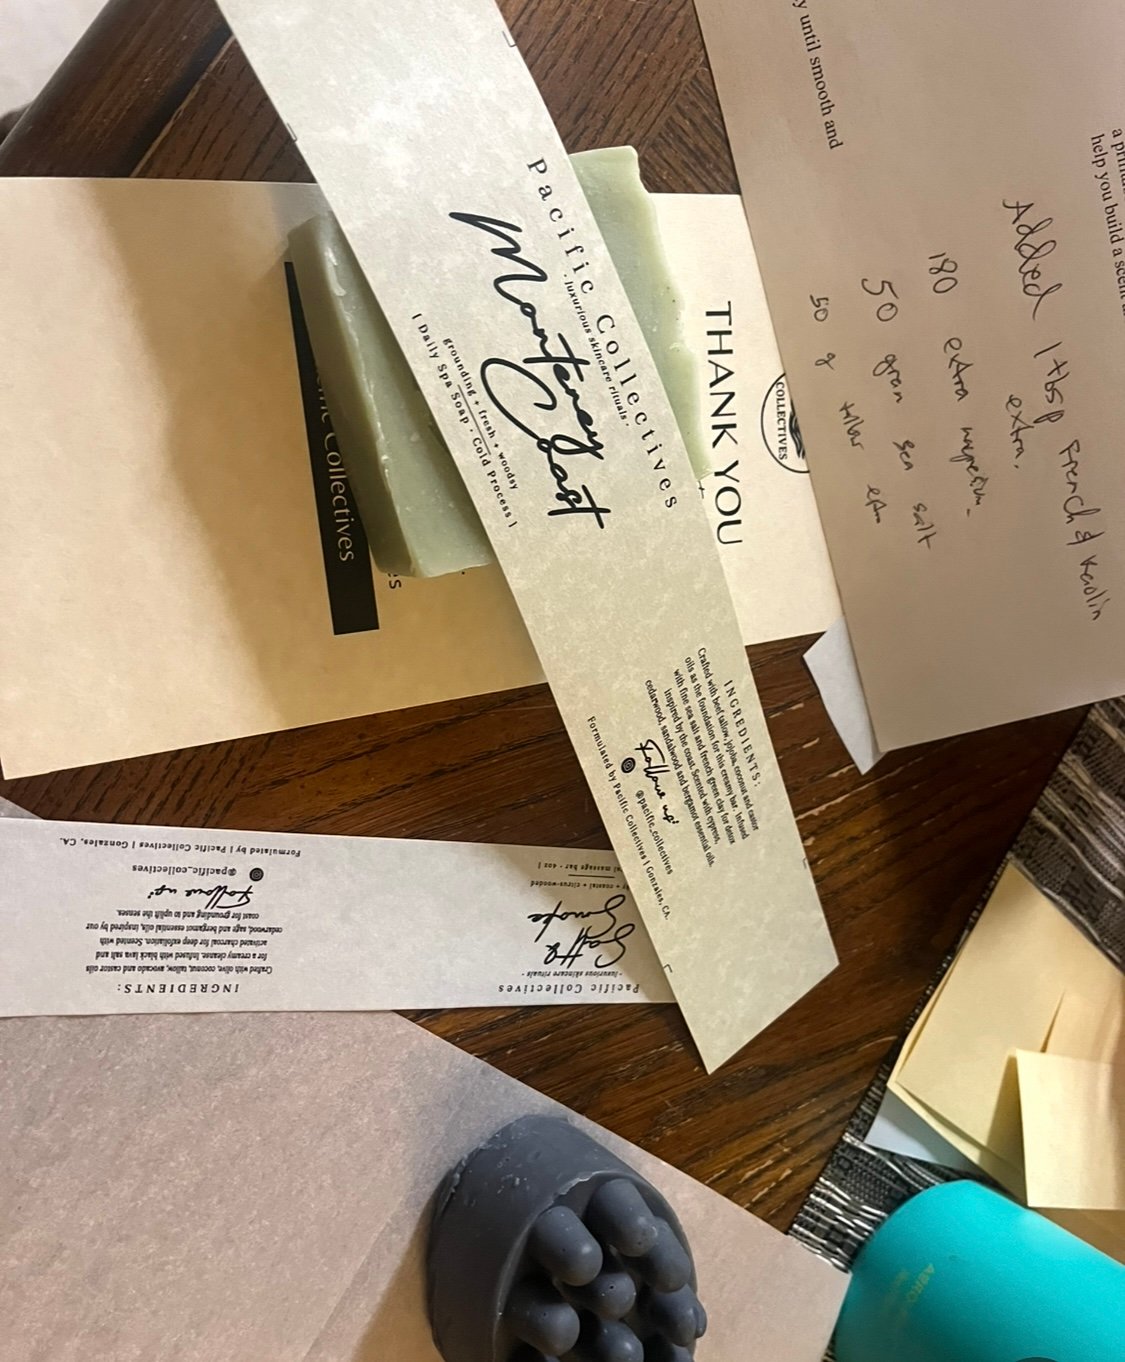 Pacific Collectives
· luxurious skincare rituals ·
Monterey
Coast
grounding + fresh + woodsy
| Daily Spa Soap · Cold Process |
INGREDIENTS:
Crafted with beef tallow, jojoba, coconut and castor
oils as the foundation for this creamy bar. Infused
with fine sea salt and french green clay for detox
inspired by the coast. Scented with cypress,
cedarwood, sandalwood and bergamot essential oils.
Follow us!
@pacific_collectives
Formulated by Pacific Collectives | Gonzales, CA.
THANK YOU
COLLECTIVES
Collectives
es
y until smooth and
help you build a scent
Added 1 tbsp French & Kaolin
extra.
180 extra
50 gram sea salt
50 g
Pacific Collectives
· luxurious skincare rituals ·
Salt &
Smoke
+ coastal + citrus-wooded
massage bar · 4oz |
INGREDIENTS:
Crafted with olive, coconut, tallow, avocado and castor oils
for a creamy cleanse. Infused with black lava salt and
activated charcoal for deep exfoliation. Scented with
cedarwood, sage and bergamot essential oils, inspired by our
coast for grounding and to uplift the senses.
Follow us!
@pacific_collectives
Formulated by | Pacific Collectives | Gonzales, CA.